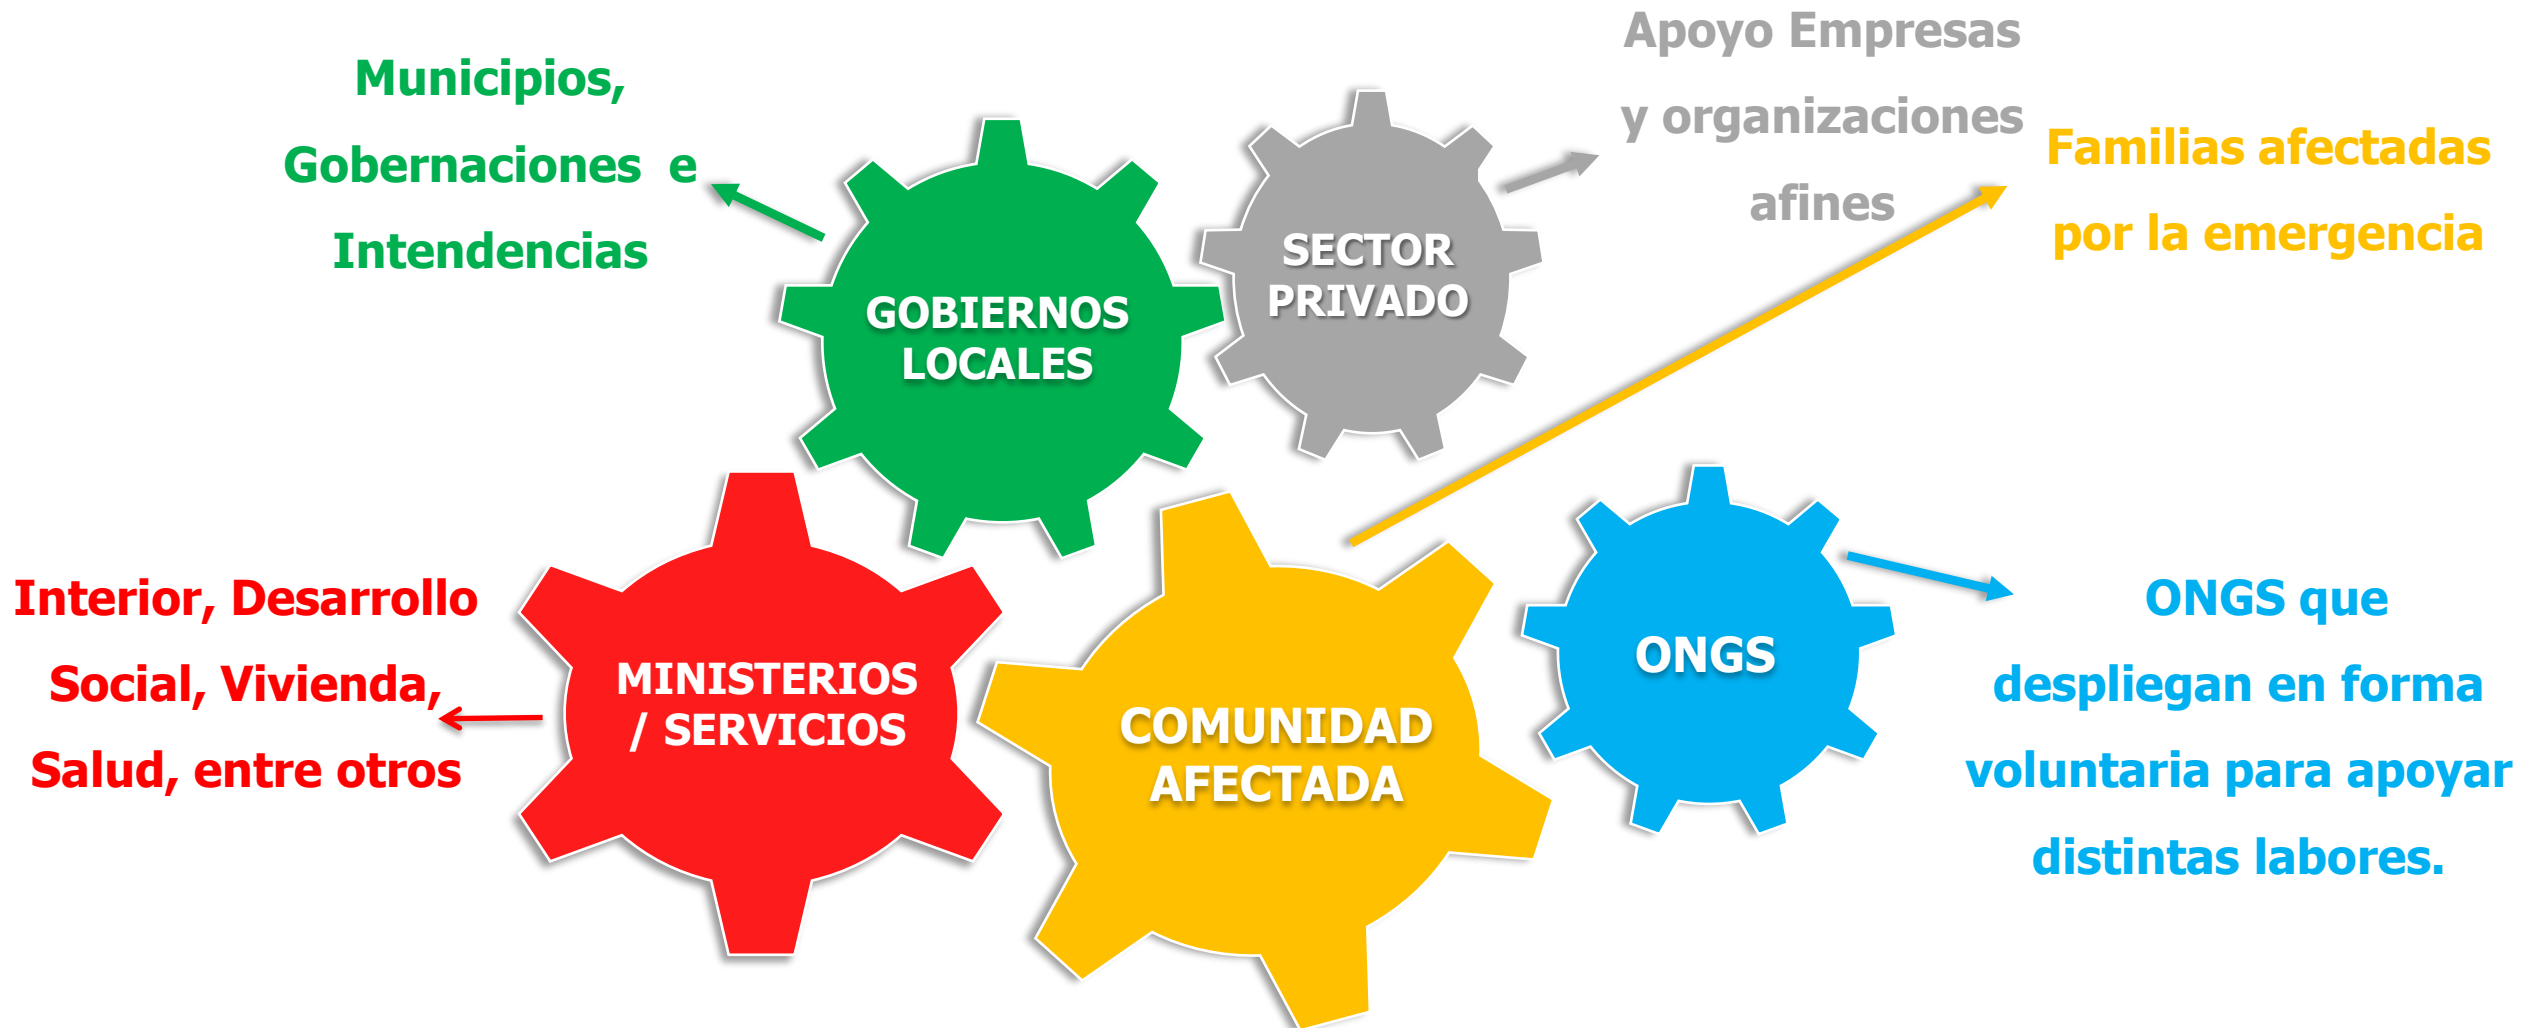 Municipios,
Gobernaciones e
Intendencias
GOBIERNOS
LOCALES
Apoyo Empresas
y organizaciones
afines
SECTOR
PRIVADO
Familias afectadas
por la emergencia
Interior, Desarrollo
Social, Vivienda,
Salud, entre otros
MINISTERIOS
/ SERVICIOS
COMUNIDAD
AFECTADA
ONGS
ONGS que
despliegan en forma
voluntaria para apoyar
distintas labores.